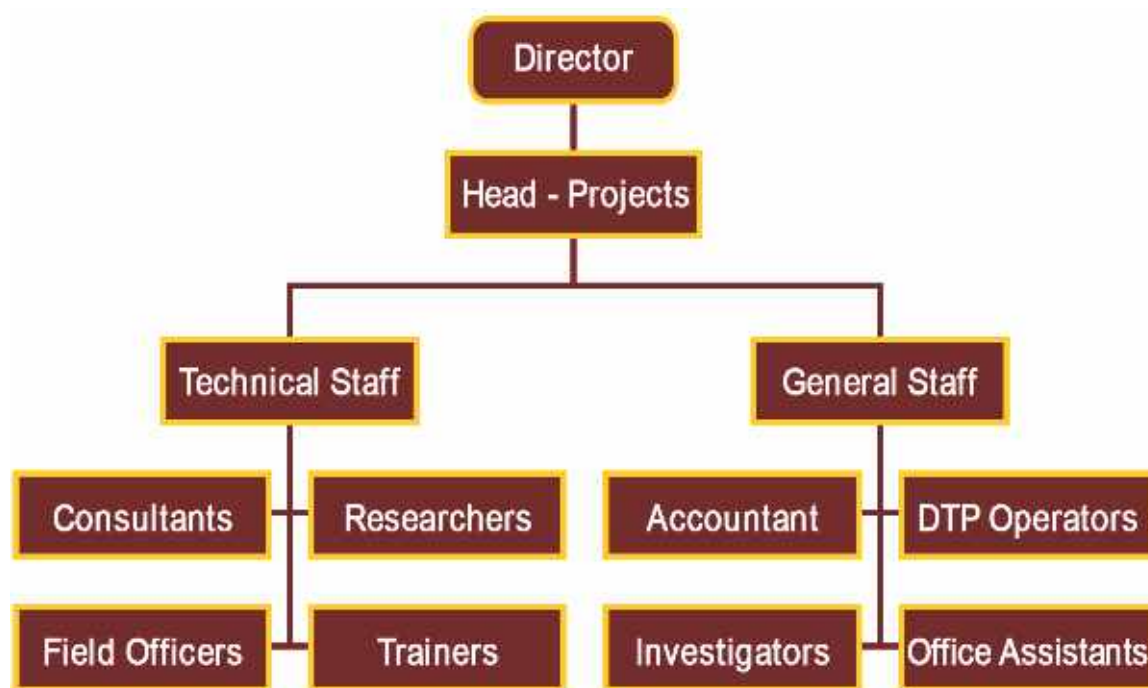 Director
Head - Projects
Technical Staff
General Staff
Consultants
Researchers
Accountant
DTP Operators
Field Officers
Trainers
Investigators
Office Assistants